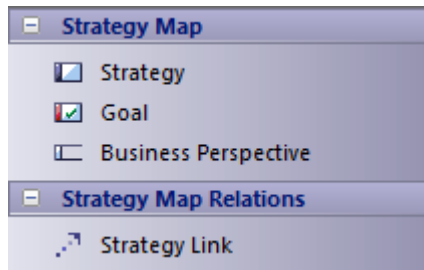 Strategy Map
Strategy
Goal
Business Perspective
Strategy Map Relations
Strategy Link